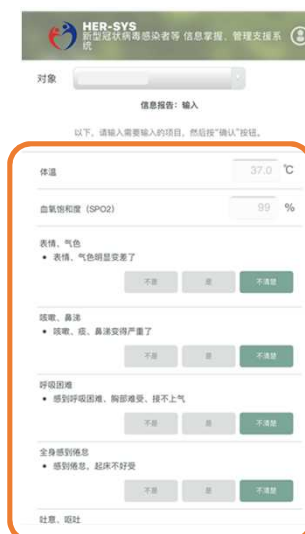 HER-SYS
新型冠状病毒感染者等 信息掌握、管理支援系
统
对象
信息报告：输入
以下，请输入需要输入的项目，然后按“确认”按钮。
体温 37.0 ℃
血氧饱和度（SPO2） 99 %
表情、气色
• 表情、气色明显变差了
不是 是 不清楚
咳嗽、鼻涕
• 咳嗽、痰、鼻涕变得严重了
不是 是 不清楚
呼吸困难
• 感到呼吸困难、胸部难受、接不上气
不是 是 不清楚
全身感到倦怠
• 感到倦怠，起床不好受
不是 是 不清楚
吐意、呕吐